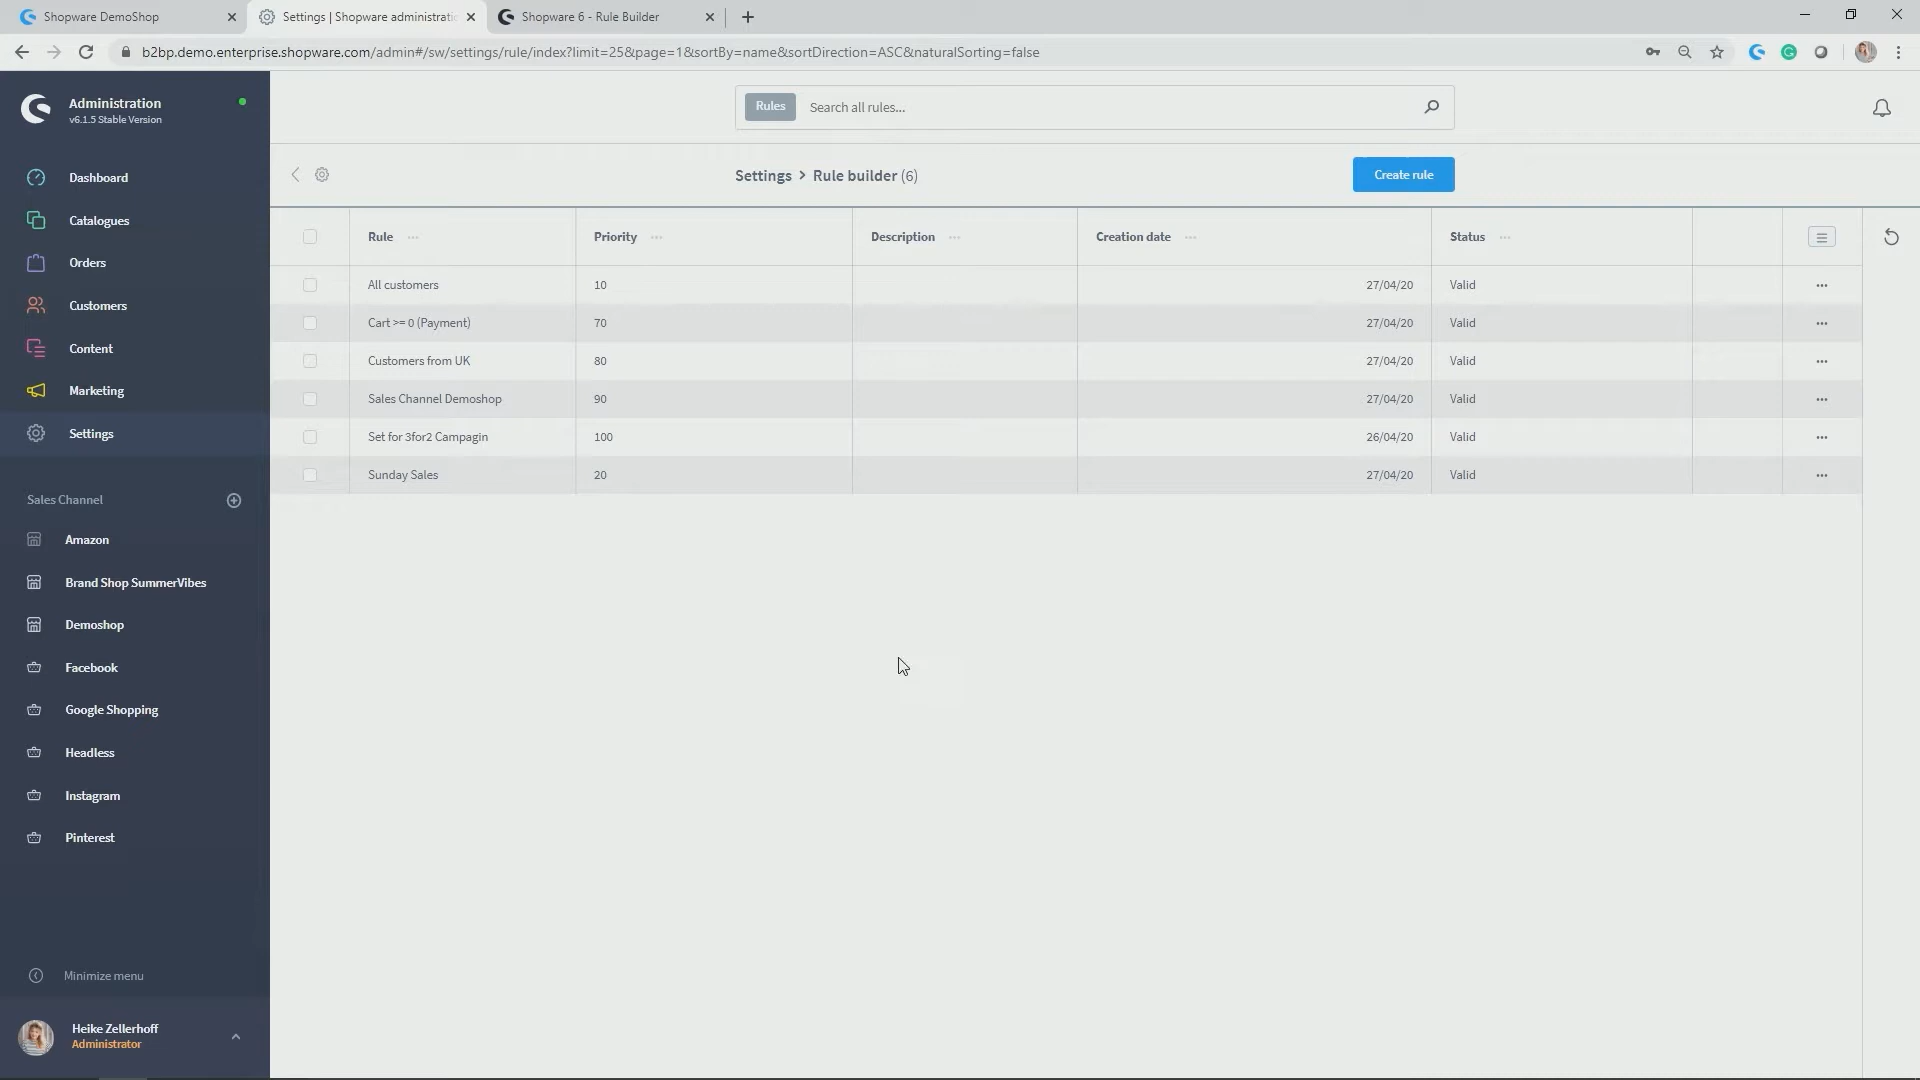 Shopware DemoShop
Settings | Shopware administratic
Shopware 6 - Rule Builder
b2bp.demo.enterprise.shopware.com/admin#/sw/settings/rule/index?limit=25&page=1&sortBy=name&sortDirection=ASC&naturalSorting=false
Administration
v6.1.5 Stable Version
Rules Search all rules...
Settings > Rule builder (6)
Create rule
Dashboard
Catalogues
Orders
Customers
Content
Marketing
Settings
Sales Channel
Amazon
Brand Shop SummerVibes
Demoshop
Facebook
Google Shopping
Headless
Instagram
Pinterest
Minimize menu
Heike Zellerhoff
Administrator
Rule Priority Description Creation date Status
All customers 10 27/04/20 Valid
Cart >= 0 (Payment) 70 27/04/20 Valid
Customers from UK 80 27/04/20 Valid
Sales Channel Demoshop 90 27/04/20 Valid
Set for 3for2 Campagin 100 26/04/20 Valid
Sunday Sales 20 27/04/20 Valid